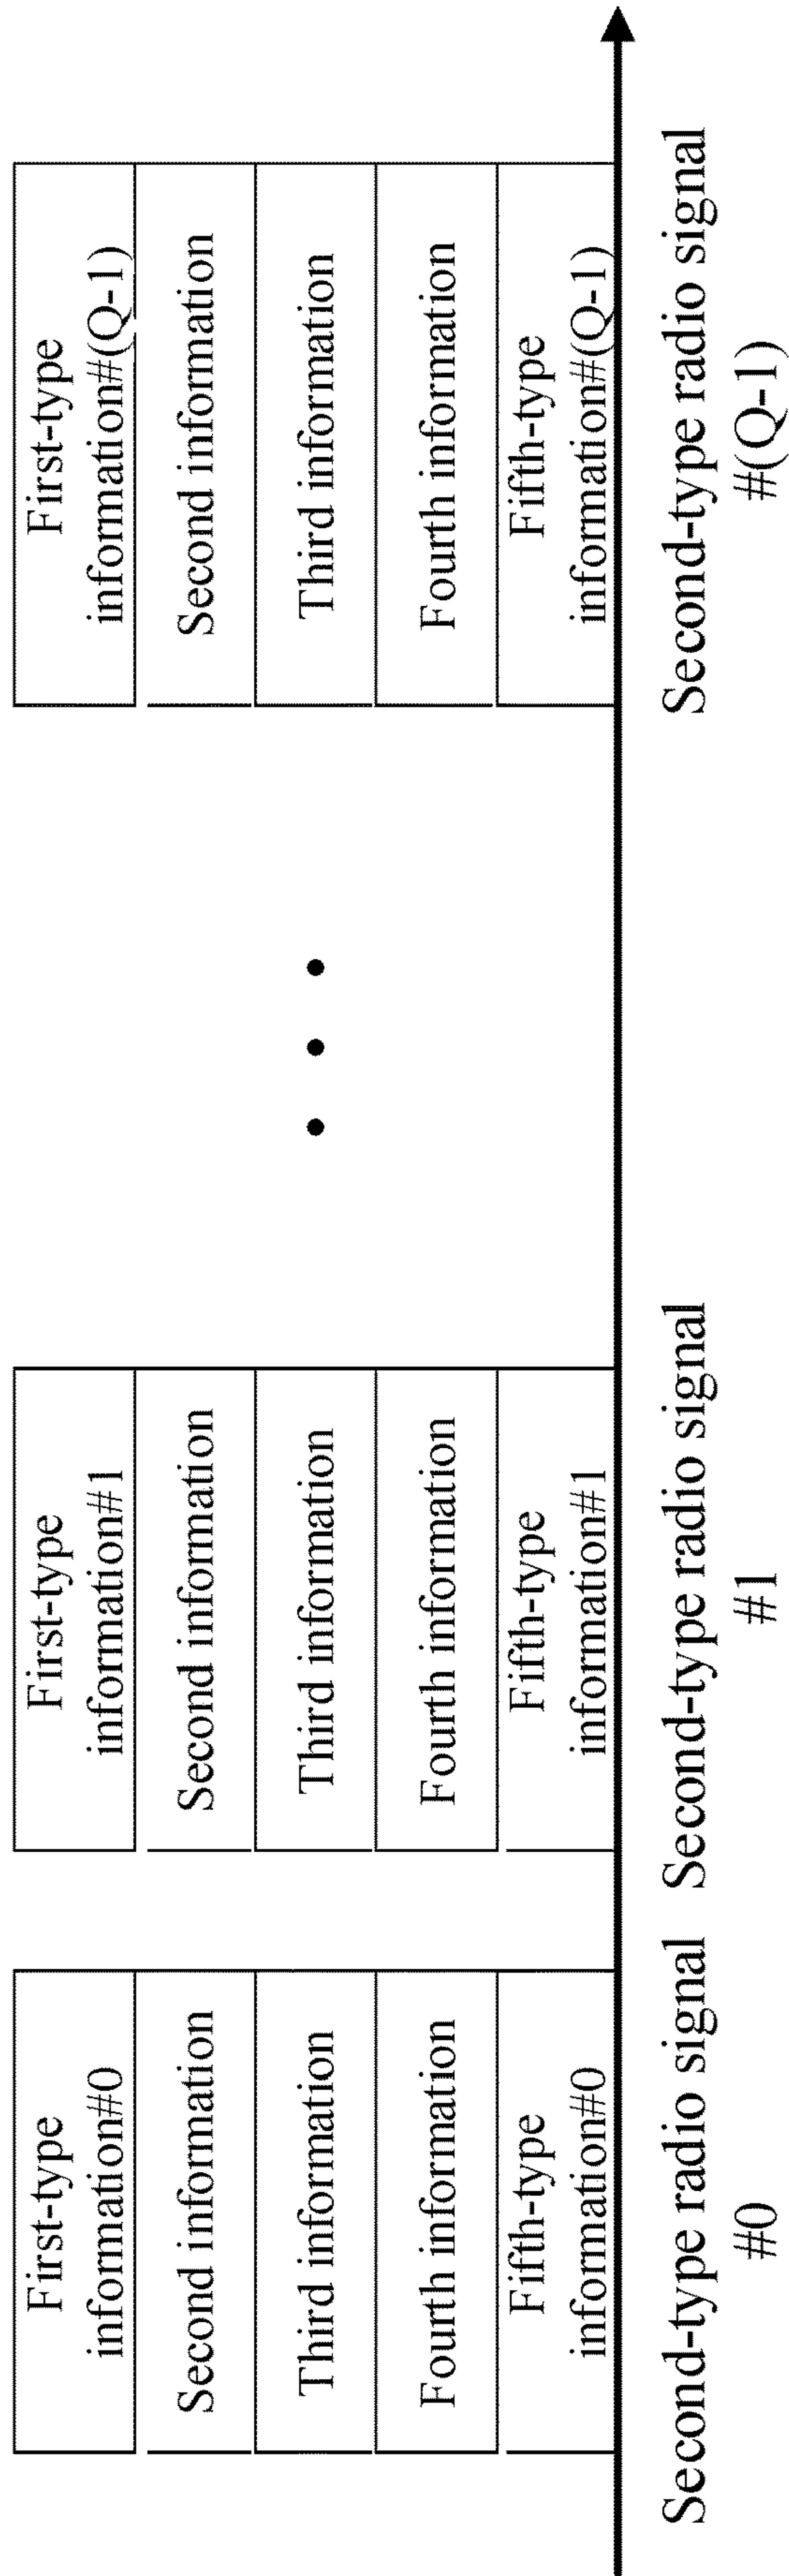 First-type
information#0
Second information
Third information
Fourth information
Fifth-type
information#0
Second-type radio signal
#0
First-type
information#1
Second information
Third information
Fourth information
Fifth-type
information#1
Second-type radio signal
#1
First-type
information#(Q-1)
Second information
Third information
Fourth information
Fifth-type
information#(Q-1)
Second-type radio signal
#(Q-1)